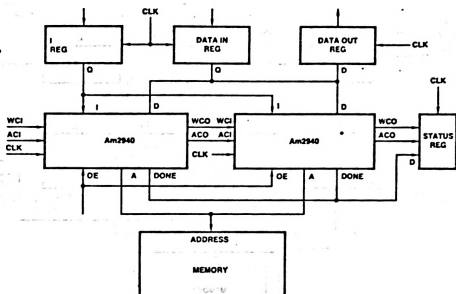 CLK
I
REG
DATA IN
REG
DATA OUT
REG
CLK
Q
Q
D
CLK
I
D
I
D
WCI
ACI
CLK
Am2940
WCO
ACO
WCI
ACI
CLK
Am2940
WCO
ACO
STATUS
REG
D
OE
A
DONE
OE
A
DONE
ADDRESS
MEMORY